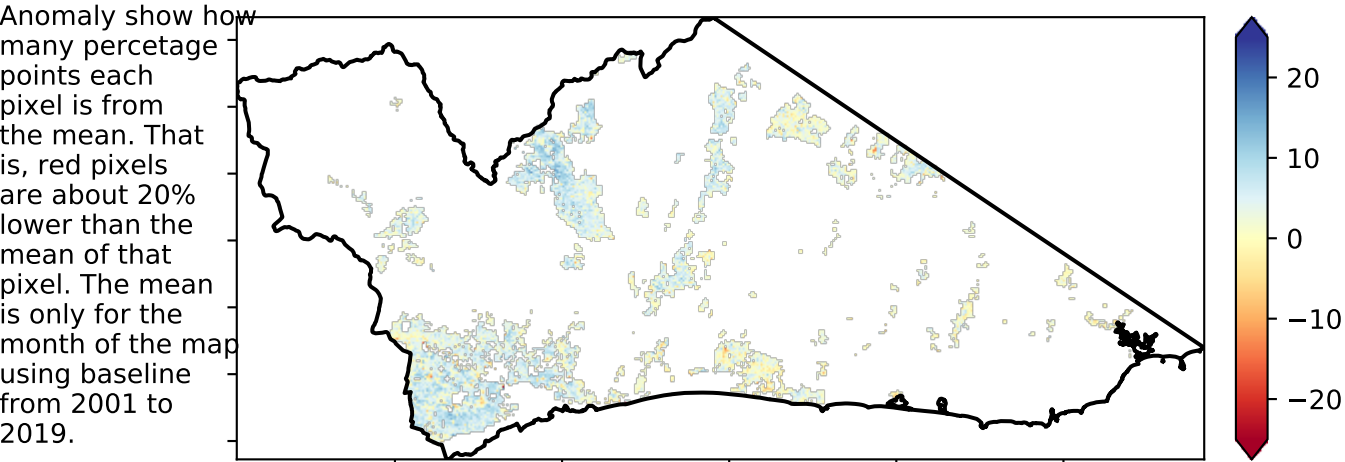 Anomaly show how
many percetage
points each
pixel is from
the mean. That
is, red pixels
are about 20%
lower than the
mean of that
pixel. The mean
is only for the
month of the map
using baseline
from 2001 to
2019.
20
10
0
−10
−20